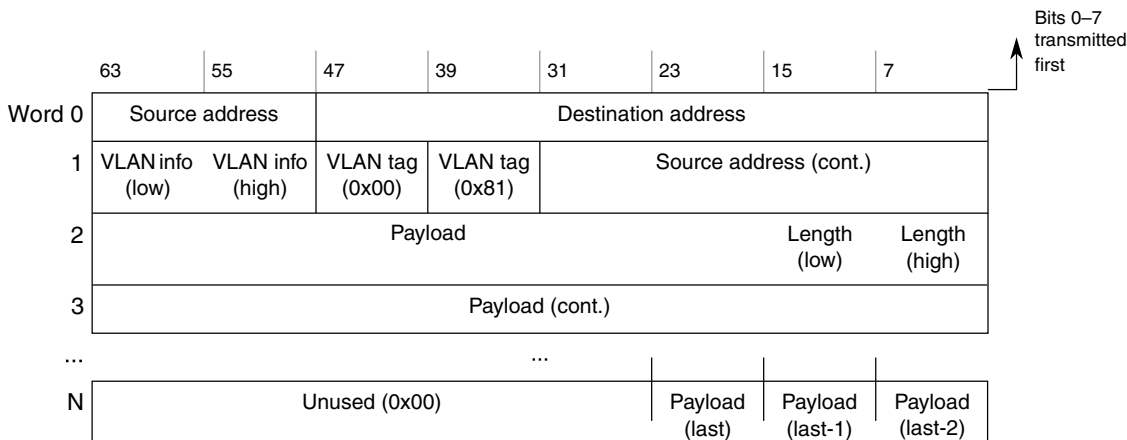 Bits 0–7
transmitted
first
63 55 47 39 31 23 15 7
Word 0 Source address Destination address
1 VLAN info VLAN info VLAN tag VLAN tag Source address (cont.)
(low) (high) (0x00) (0x81)
2 Payload Length Length
(low) (high)
3 Payload (cont.)
... ...
N Unused (0x00) Payload Payload Payload
(last) (last-1) (last-2)